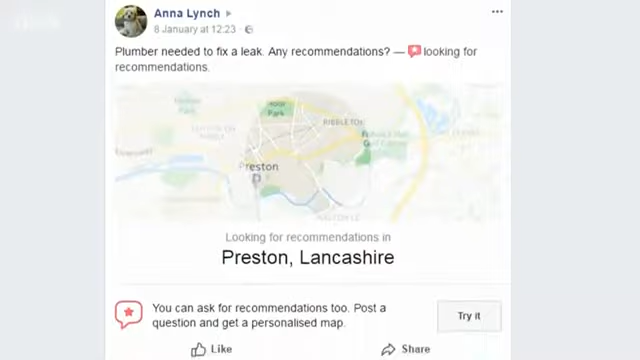 Anna Lynch
8 January at 12:23
Plumber needed to fix a leak. Any recommendations? — looking for
recommendations.
Park
RIBBLETON
Preston
Looking for recommendations in
Preston, Lancashire
You can ask for recommendations too. Post a
question and get a personalised map.
Try it
Like
Share